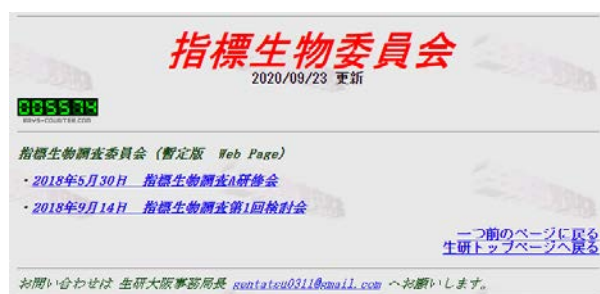 指標生物委員会
2020/09/23 更新
005574
RAYS-COUNTER.COM
指標生物調査委員会（暫定版　Web Page）
・2018年5月30日　指標生物調査A研修会
・2018年9月14日　指標生物調査第1回検討会
一つ前のページに戻る
生研トップページへ戻る
お問い合わせは 生研大阪事務局長 gentatsu0311@gmail.com へお願いします。